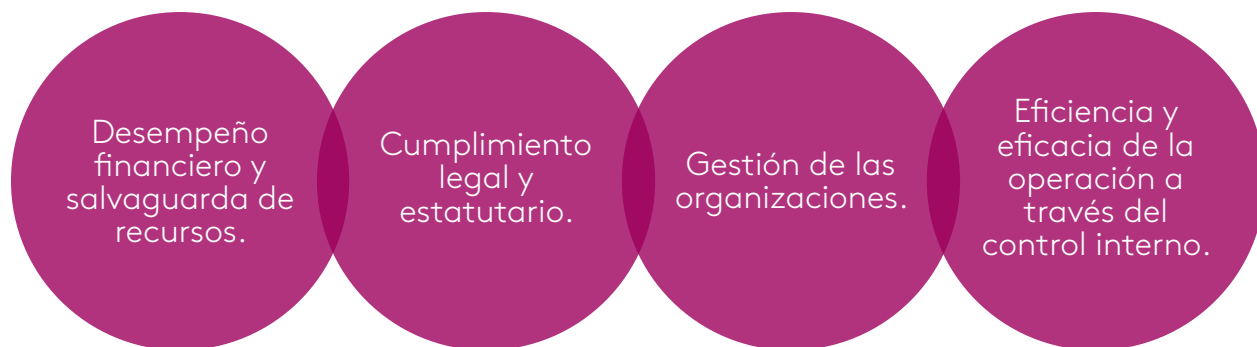 Desempeño
financiero y
salvaguarda de
recursos.
Cumplimiento
legal y
estatutario.
Gestión de las
organizaciones.
Eficiencia y
eficacia de la
operación a
través del
control interno.